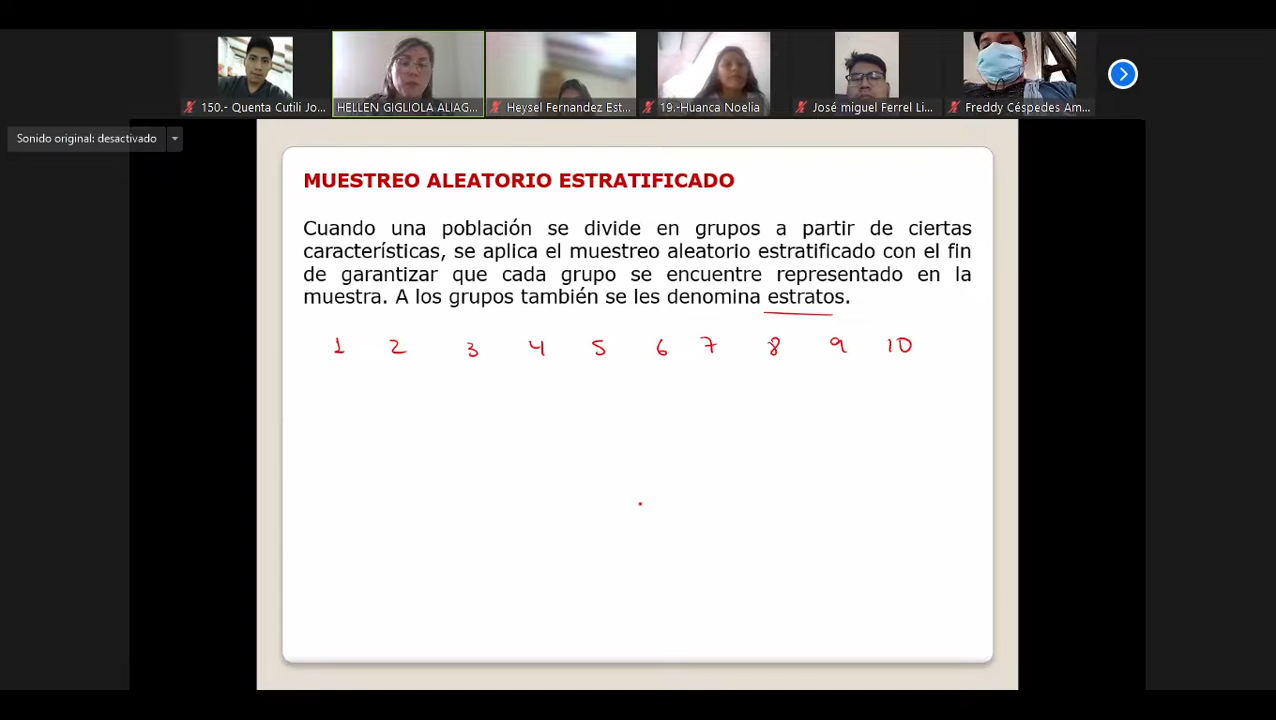 150.- Quenta Cutili Jo...
HELLEN GIGLIOLA ALIAG...
Heysel Fernandez Est...
19.-Huanca Noelia
José miguel Ferrel Li...
Freddy Céspedes Am...
Sonido original: desactivado
MUESTREO ALEATORIO ESTRATIFICADO
Cuando una población se divide en grupos a partir de ciertas
características, se aplica el muestreo aleatorio estratificado con el fin
de garantizar que cada grupo se encuentre representado en la
muestra. A los grupos también se les denomina estratos.
1 2 3 4 5 6 7 8 9 10